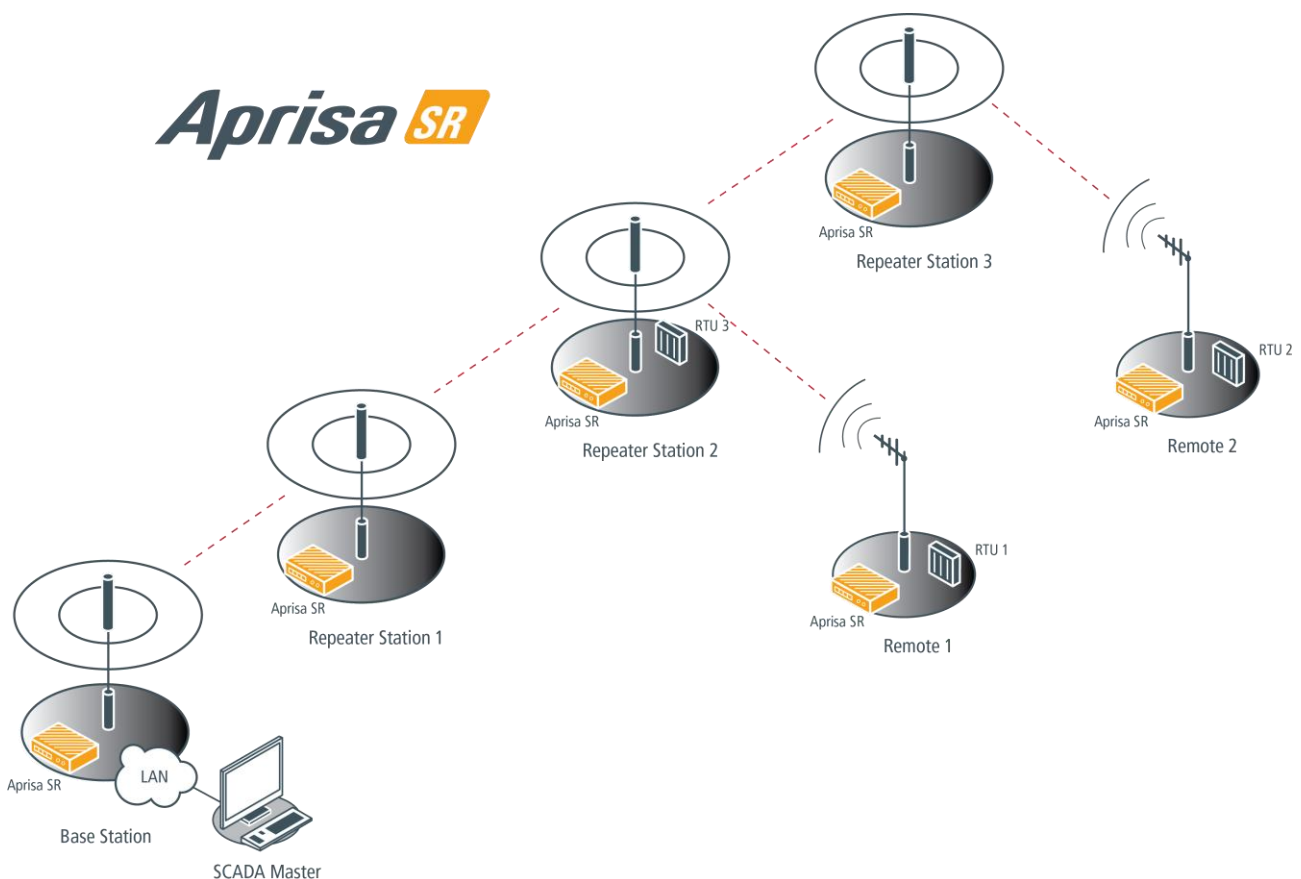 Aprisa SR
Aprisa SR
Repeater Station 3
RTU 3
Aprisa SR
Repeater Station 2
RTU 2
Aprisa SR
Remote 2
Aprisa SR
Repeater Station 1
RTU 1
Aprisa SR
Remote 1
LAN
Aprisa SR
Base Station
SCADA Master